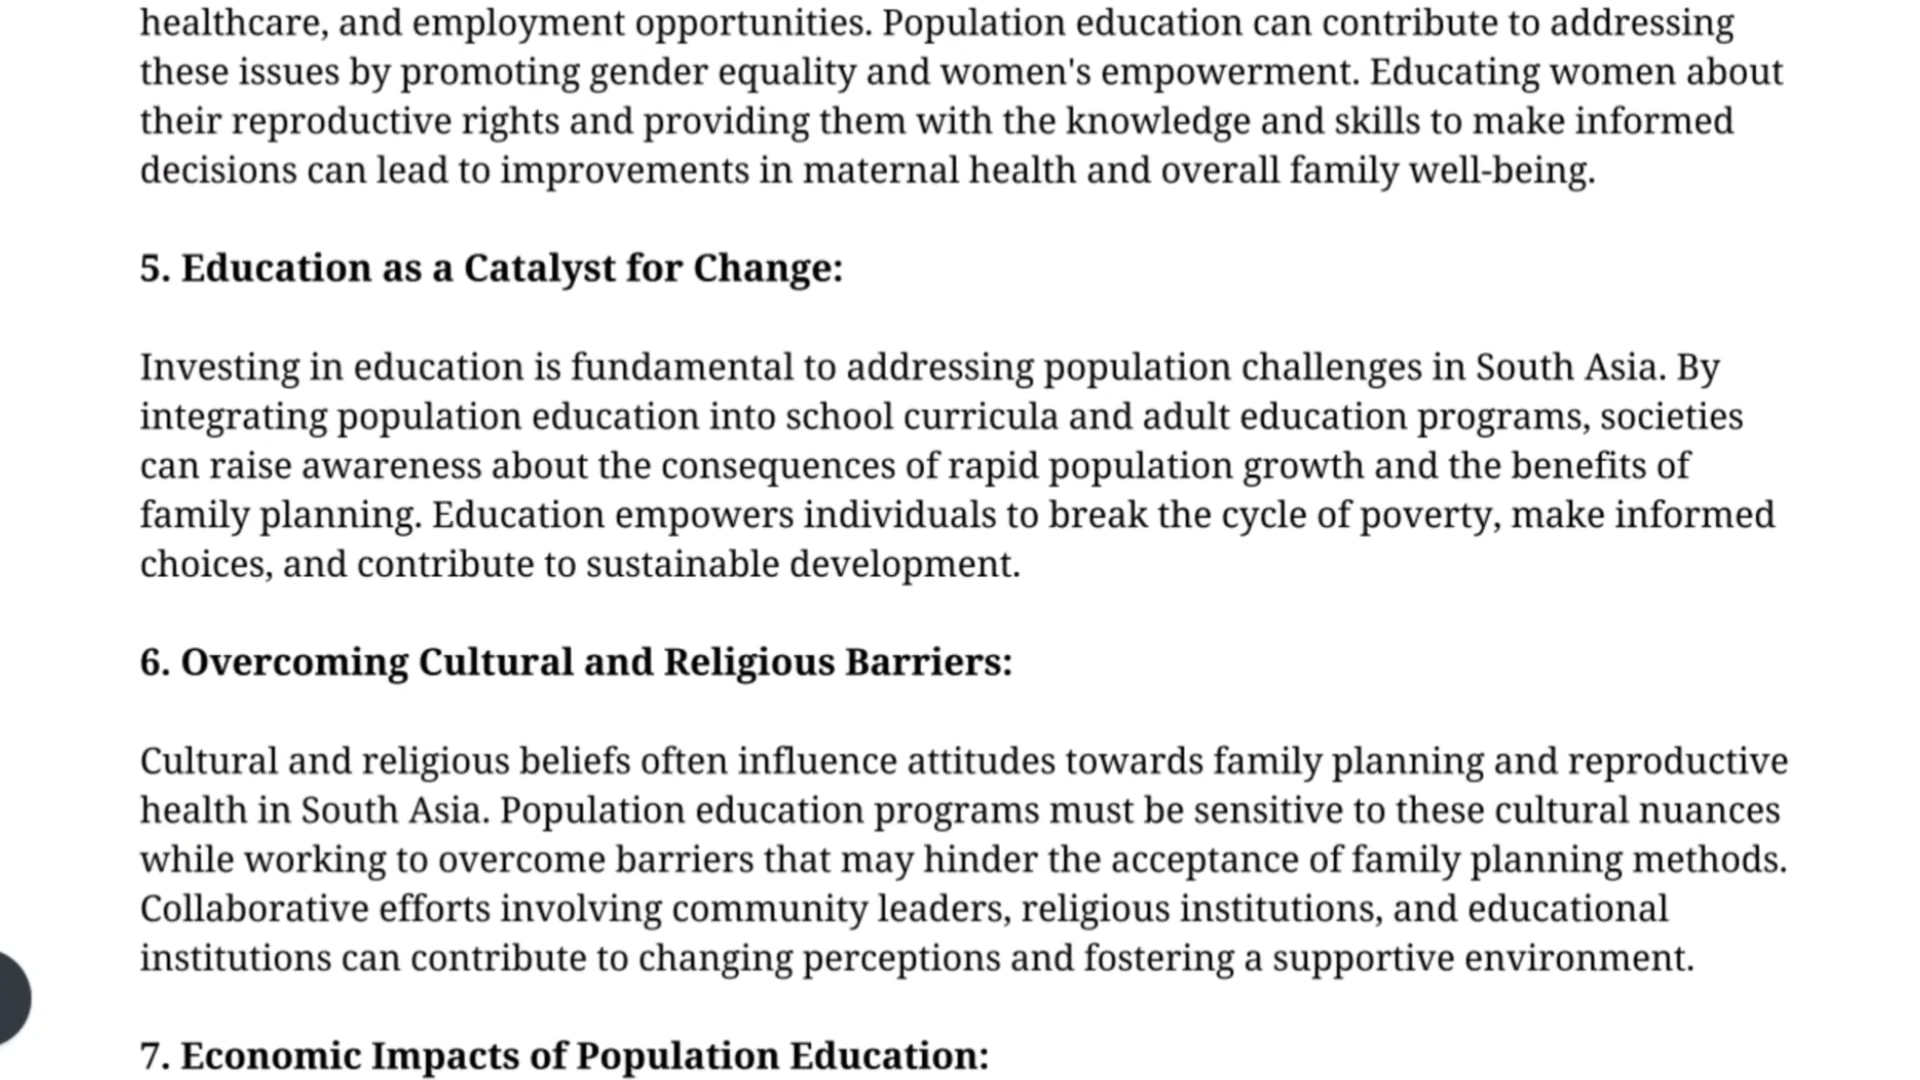 healthcare, and employment opportunities. Population education can contribute to addressing
these issues by promoting gender equality and women's empowerment. Educating women about
their reproductive rights and providing them with the knowledge and skills to make informed
decisions can lead to improvements in maternal health and overall family well-being.
5. Education as a Catalyst for Change:
Investing in education is fundamental to addressing population challenges in South Asia. By
integrating population education into school curricula and adult education programs, societies
can raise awareness about the consequences of rapid population growth and the benefits of
family planning. Education empowers individuals to break the cycle of poverty, make informed
choices, and contribute to sustainable development.
6. Overcoming Cultural and Religious Barriers:
Cultural and religious beliefs often influence attitudes towards family planning and reproductive
health in South Asia. Population education programs must be sensitive to these cultural nuances
while working to overcome barriers that may hinder the acceptance of family planning methods.
Collaborative efforts involving community leaders, religious institutions, and educational
institutions can contribute to changing perceptions and fostering a supportive environment.
7. Economic Impacts of Population Education: